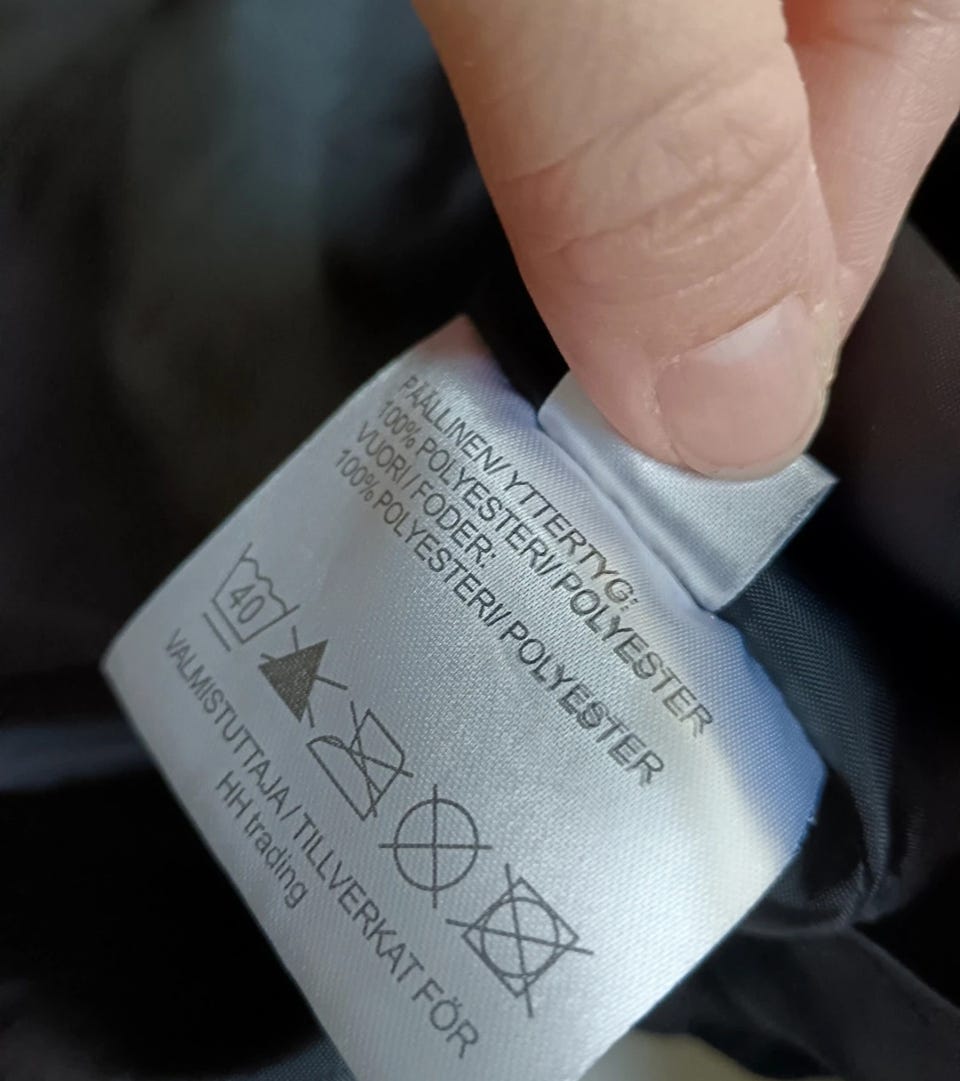 PÄÄLLINEN/ YTTERTYG:
100% POLYESTERI/ POLYESTER
VUORI / FODER:
100% POLYESTERI/ POLYESTER
40
VALMISTUTTAJA / TILLVERKAT FÖR
HH trading